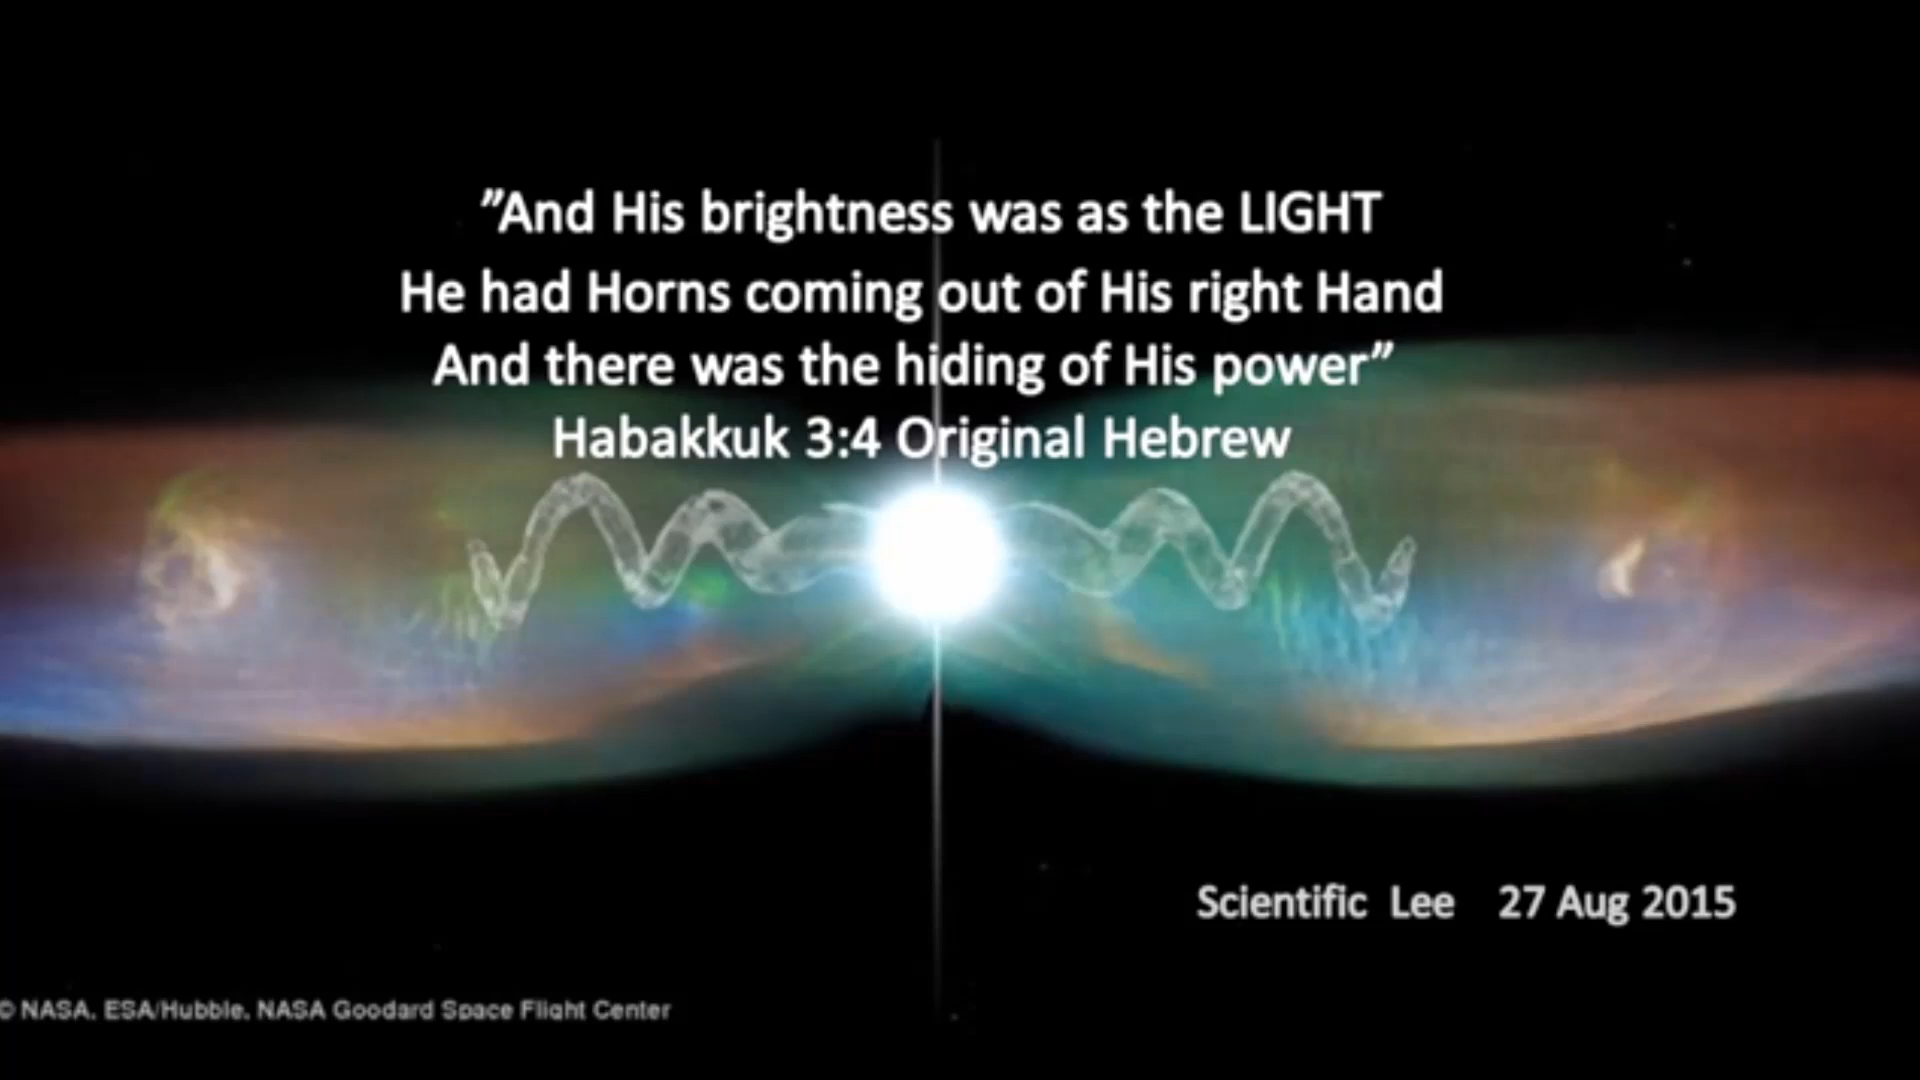 ”And His brightness was as the LIGHT
He had Horns coming out of His right Hand
And there was the hiding of His power”
Habakkuk 3:4 Original Hebrew
Scientific Lee 27 Aug 2015
© NASA, ESA/Hubble, NASA Goodard Space Flight Center